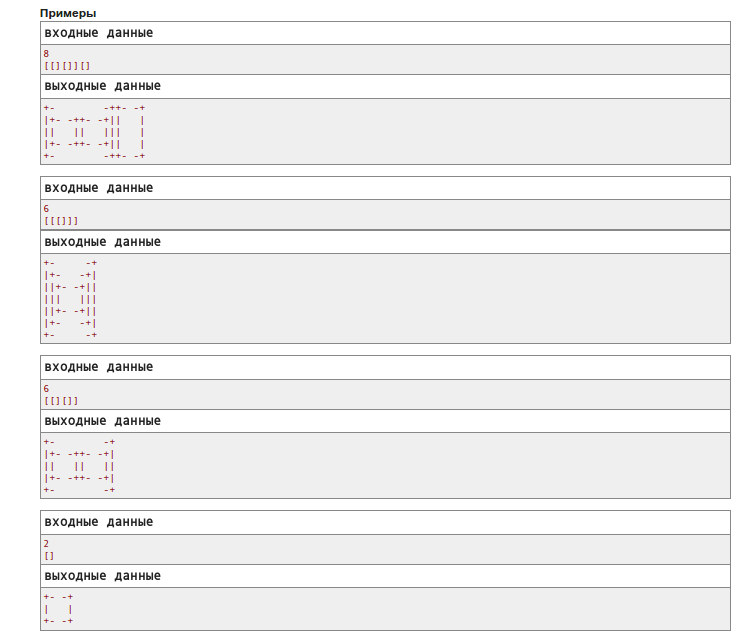 Примеры
входные данные
8
[[][]][]
выходные данные
+-        -++- -+
|+- -++- -+||   |
||   ||   |||   |
|+- -++- -+||   |
+-        -++- -+
входные данные
6
[[[]]]
выходные данные
+-     -+
|+-   -+|
||+- -+||
|||   |||
||+- -+||
|+-   -+|
+-     -+
входные данные
6
[[][]]
выходные данные
+-        -+
|+- -++- -+|
||   ||   ||
|+- -++- -+|
+-        -+
входные данные
2
[]
выходные данные
+- -+
|   |
+- -+